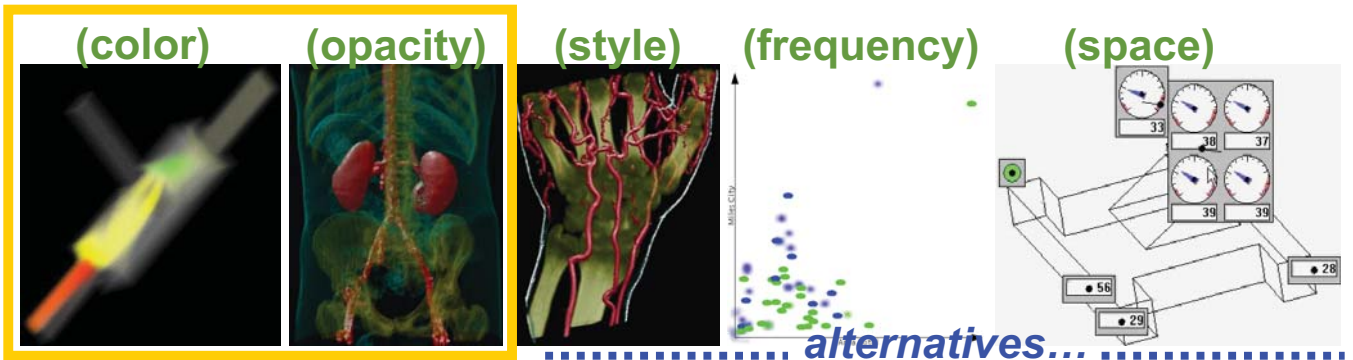 (color) (opacity) (style) (frequency) (space)
33
38 37
39 39
Miles City
28
56
29
alternatives...